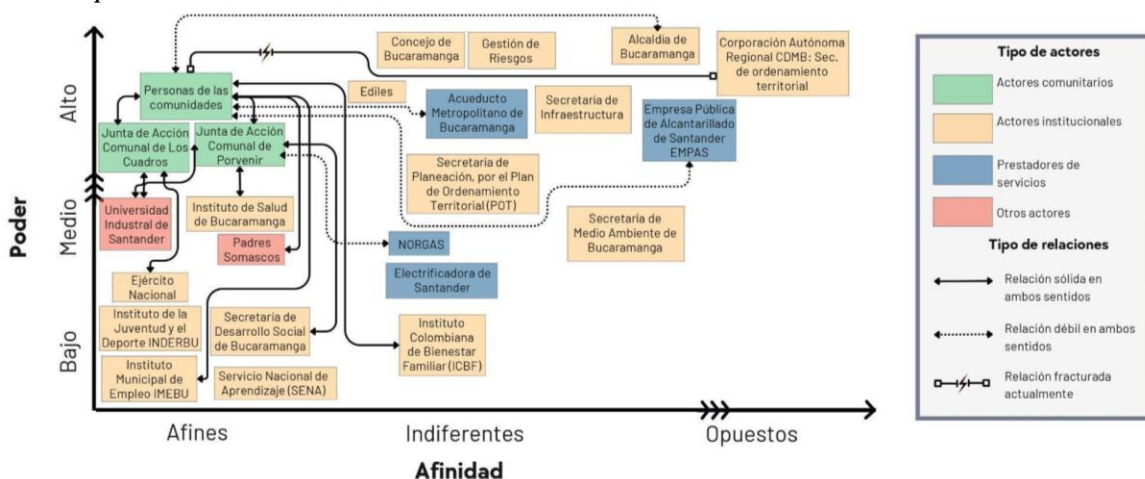 Concejo de
Bucaramanga
Gestión de
Riesgos
Alcaldía de
Bucaramanga
Corporación Autónoma
Regional CDMB: Sec.
de ordenamiento
territorial
Personas de las
comunidades
Ediles
Acueducto
Metropolitano de
Bucaramanga
Secretaría de
Infraestructura
Empresa Pública
de Alcantarillado
de Santander
EMPAS
Junta de Acción
Comunal de Los
Cuadros
Junta de Acción
Comunal de
Porvenir
Secretaría de
Planeación, por el Plan
de Ordenamiento
Territorial (POT)
Universidad
Industral de
Santander
Instituto de Salud
de Bucaramanga
Padres
Somascos
NORGAS
Secretaría de
Medio Ambiente de
Bucaramanga
Electrificadora de
Santander
Ejército
Nacional
Instituto de la
Juventud y el
Deporte INDERBU
Secretaría de
Desarrollo Social
de Bucaramanga
Instituto
Colombiana
de Bienestar
Familiar (ICBF)
Instituto
Municipal de
Empleo IMEBU
Servicio Nacional de
Aprendizaje (SENA)
Poder
Alto
Medio
Bajo
Afines
Indiferentes
Opuestos
Afinidad
Tipo de actores
Actores comunitarios
Actores institucionales
Prestadores de
servicios
Otros actores
Tipo de relaciones
Relación sólida en
ambos sentidos
Relación débil en ambos
sentidos
Relación fracturada
actualmente